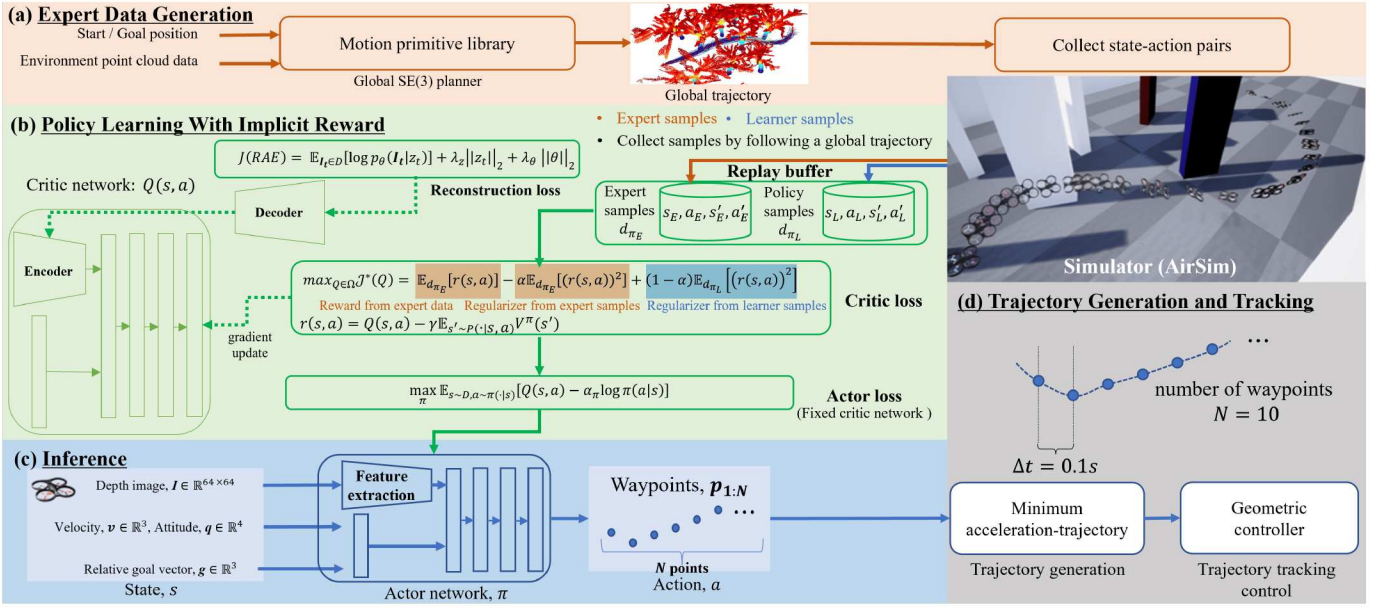 (a) Expert Data Generation
Start / Goal position
Environment point cloud data
Motion primitive library
Global SE(3) planner
Global trajectory
Collect state-action pairs
(b) Policy Learning With Implicit Reward
• Expert samples • Learner samples
• Collect samples by following a global trajectory
J(RAE) = 𝔼_{I_t∈D}[log p_θ(I_t|z_t)] + λ_z||z_t||_2 + λ_θ ||θ||_2
Reconstruction loss
Critic network: Q(s, a)
Decoder
Encoder
Replay buffer
Expert samples d_{π_E}
s_E, a_E, s'_E, a'_E
Policy samples d_{π_L}
s_L, a_L, s'_L, a'_L
max_{Q∈Ω} 𝒥*(Q) = 𝔼_{d_{π_E}}[r(s, a)] − α𝔼_{d_{π_E}}[(r(s, a))^2] + (1 − α)𝔼_{d_{π_L}}[(r(s, a))^2]
Reward from expert data Regularizer from expert samples Regularizer from learner samples
r(s, a) = Q(s, a) − γ𝔼_{s'~P(·|s,a)}V^π(s')
Critic loss
gradient
update
max_π 𝔼_{s~D,a~π(·|s)}[Q(s, a) − α_π log π(a|s)]
Actor loss
(Fixed critic network )
Simulator (AirSim)
(c) Inference
Depth image, I ∈ ℝ^{64×64}
Velocity, v ∈ ℝ^3, Attitude, q ∈ ℝ^4
Relative goal vector, g ∈ ℝ^3
State, s
Feature
extraction
Actor network, π
Waypoints, p_{1:N}
...
N points
Action, a
(d) Trajectory Generation and Tracking
...
number of waypoints
N = 10
Δt = 0.1s
Minimum
acceleration-trajectory
Trajectory generation
Geometric
controller
Trajectory tracking
control